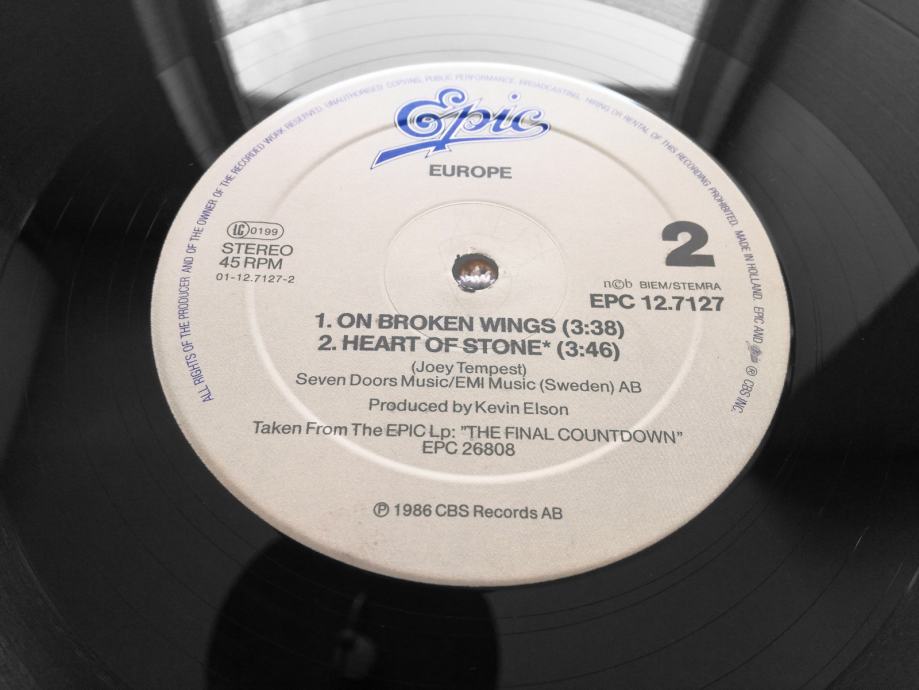 ALL RIGHTS OF THE PRODUCER AND OF THE OWNER OF THE RECORDED WORK RESERVED. UNAUTHORISED COPYING, PUBLIC PERFORMANCE, BROADCASTING, HIRING OR RENTAL OF THIS RECORDING PROHIBITED. MADE IN HOLLAND. EPIC AND ℗ CBS INC.
Epic
EUROPE
LC 0199
STEREO
45 RPM
01-12.7127-2
2
n©b BIEM/STEMRA
EPC 12.7127
1. ON BROKEN WINGS (3:38)
2. HEART OF STONE* (3:46)
(Joey Tempest)
Seven Doors Music/EMI Music (Sweden) AB
Produced by Kevin Elson
Taken From The EPIC Lp: "THE FINAL COUNTDOWN"
EPC 26808
℗ 1986 CBS Records AB